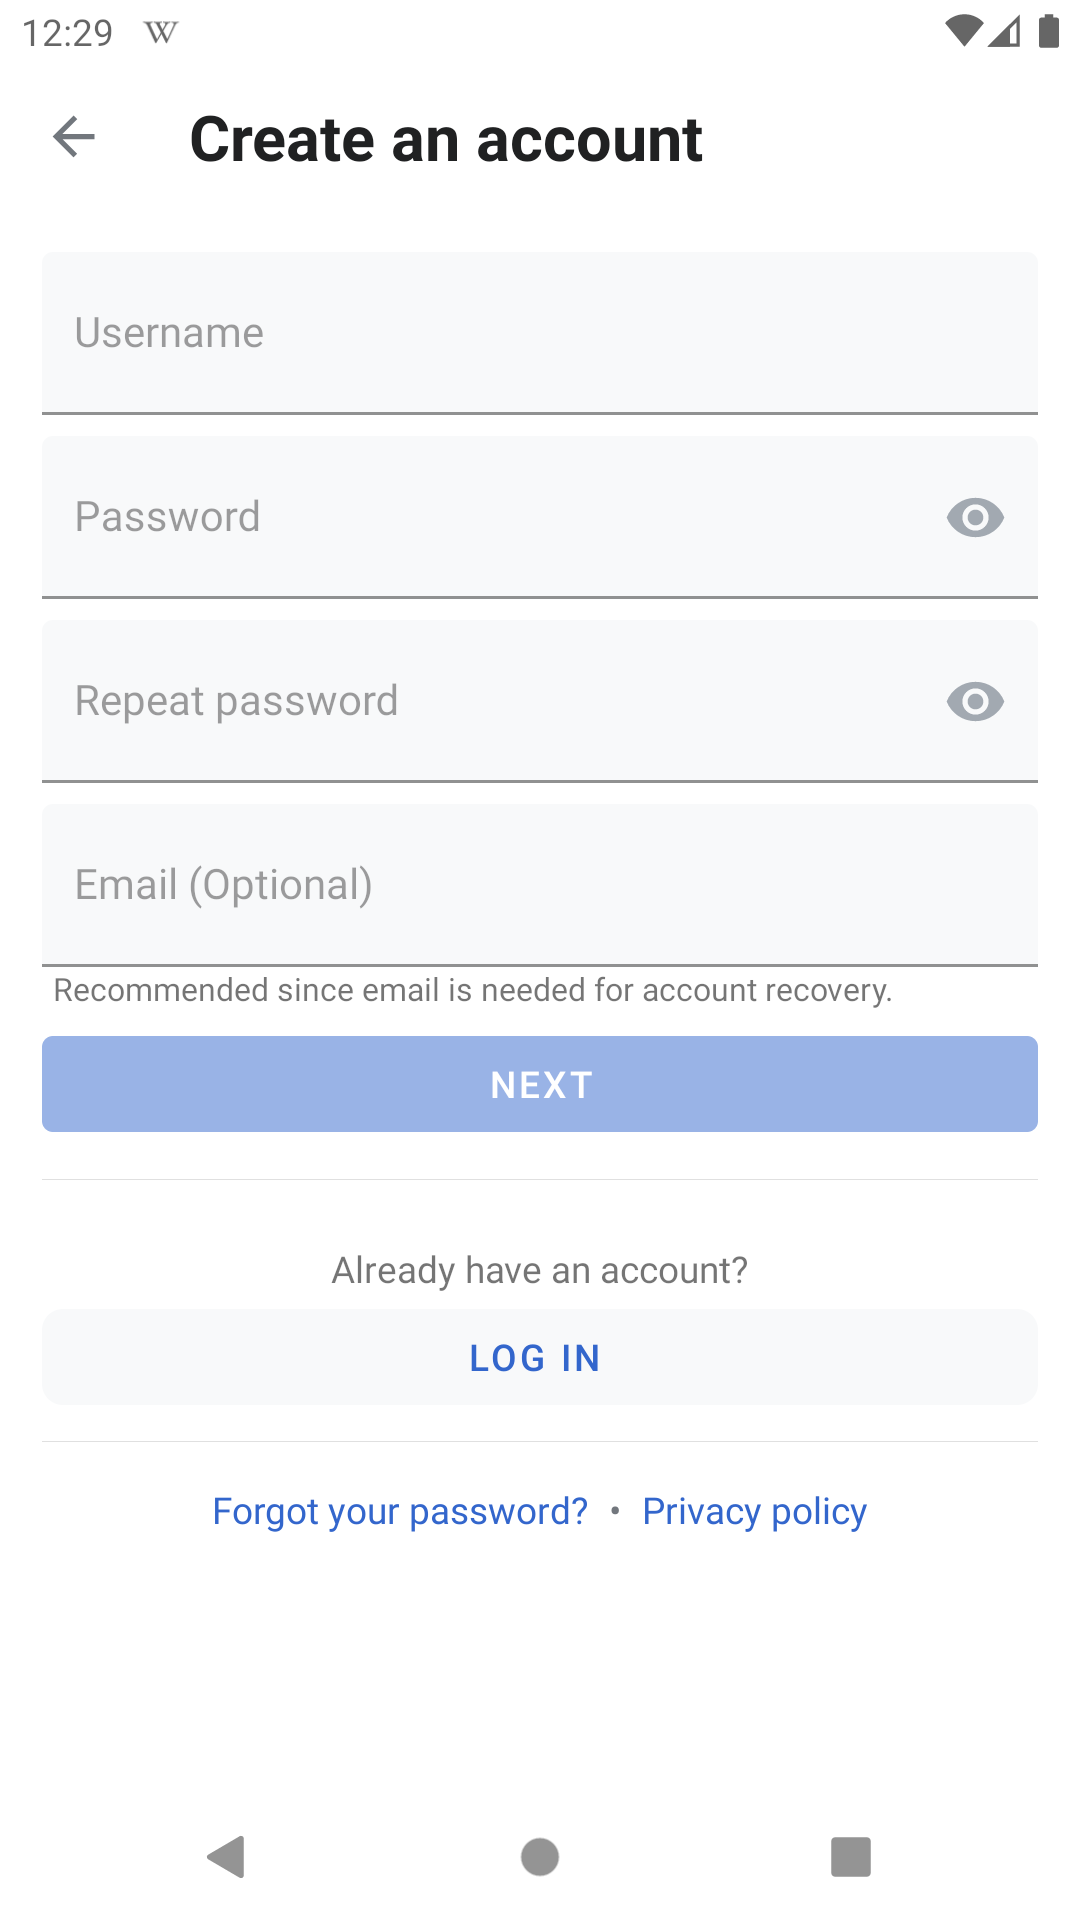 12:29 W
Create an account
Username
Password
Repeat password
Email (Optional)
Recommended since email is needed for account recovery.
NEXT
Already have an account?
LOG IN
Forgot your password? • Privacy policy